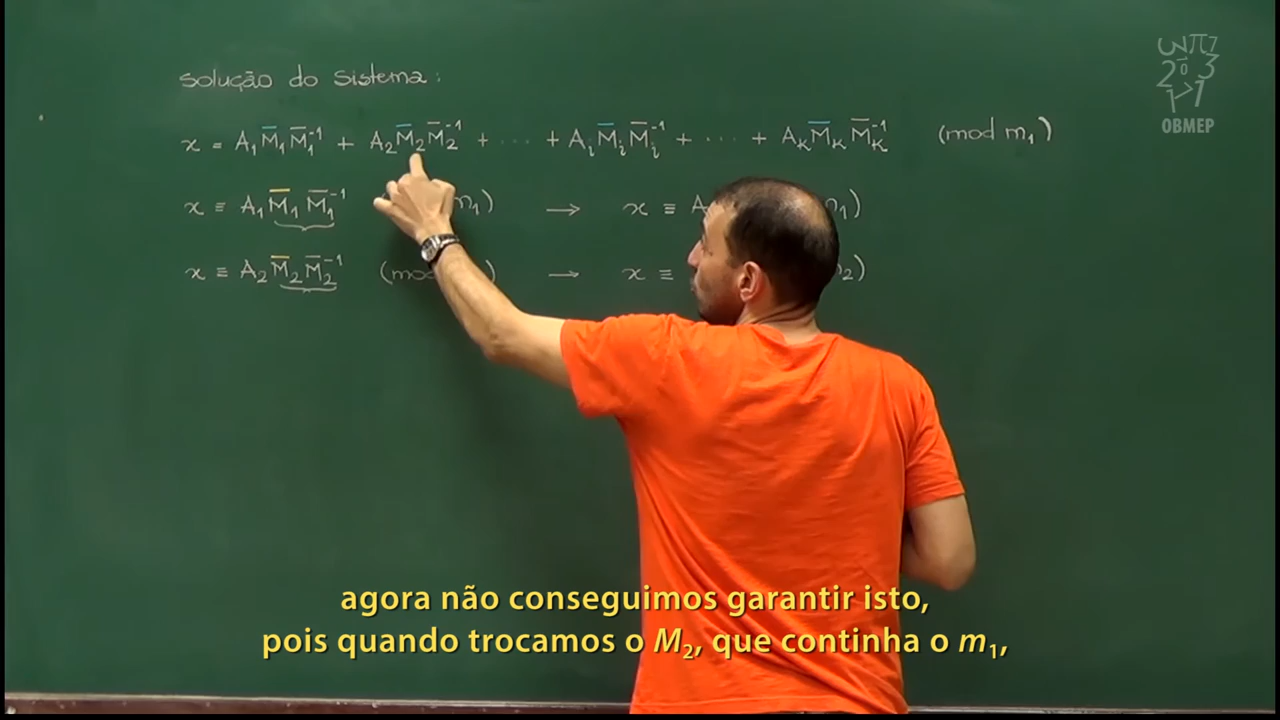 solução do sistema:
x = A₁M̄₁M̄₁⁻¹ + A₂M̄₂M̄₂⁻¹ + ··· + AᵢM̄ᵢM̄ᵢ⁻¹ + ··· + AₖM̄ₖM̄ₖ⁻¹ (mod m₁)
x ≡ A₁M̄₁M̄₁⁻¹ m₁) → x ≡ A
x ≡ A₂M̄₂M̄₂⁻¹ (mo ) → x ≡ ₂)
OBMEP
agora não conseguimos garantir isto,
pois quando trocamos o M₂, que continha o m₁,